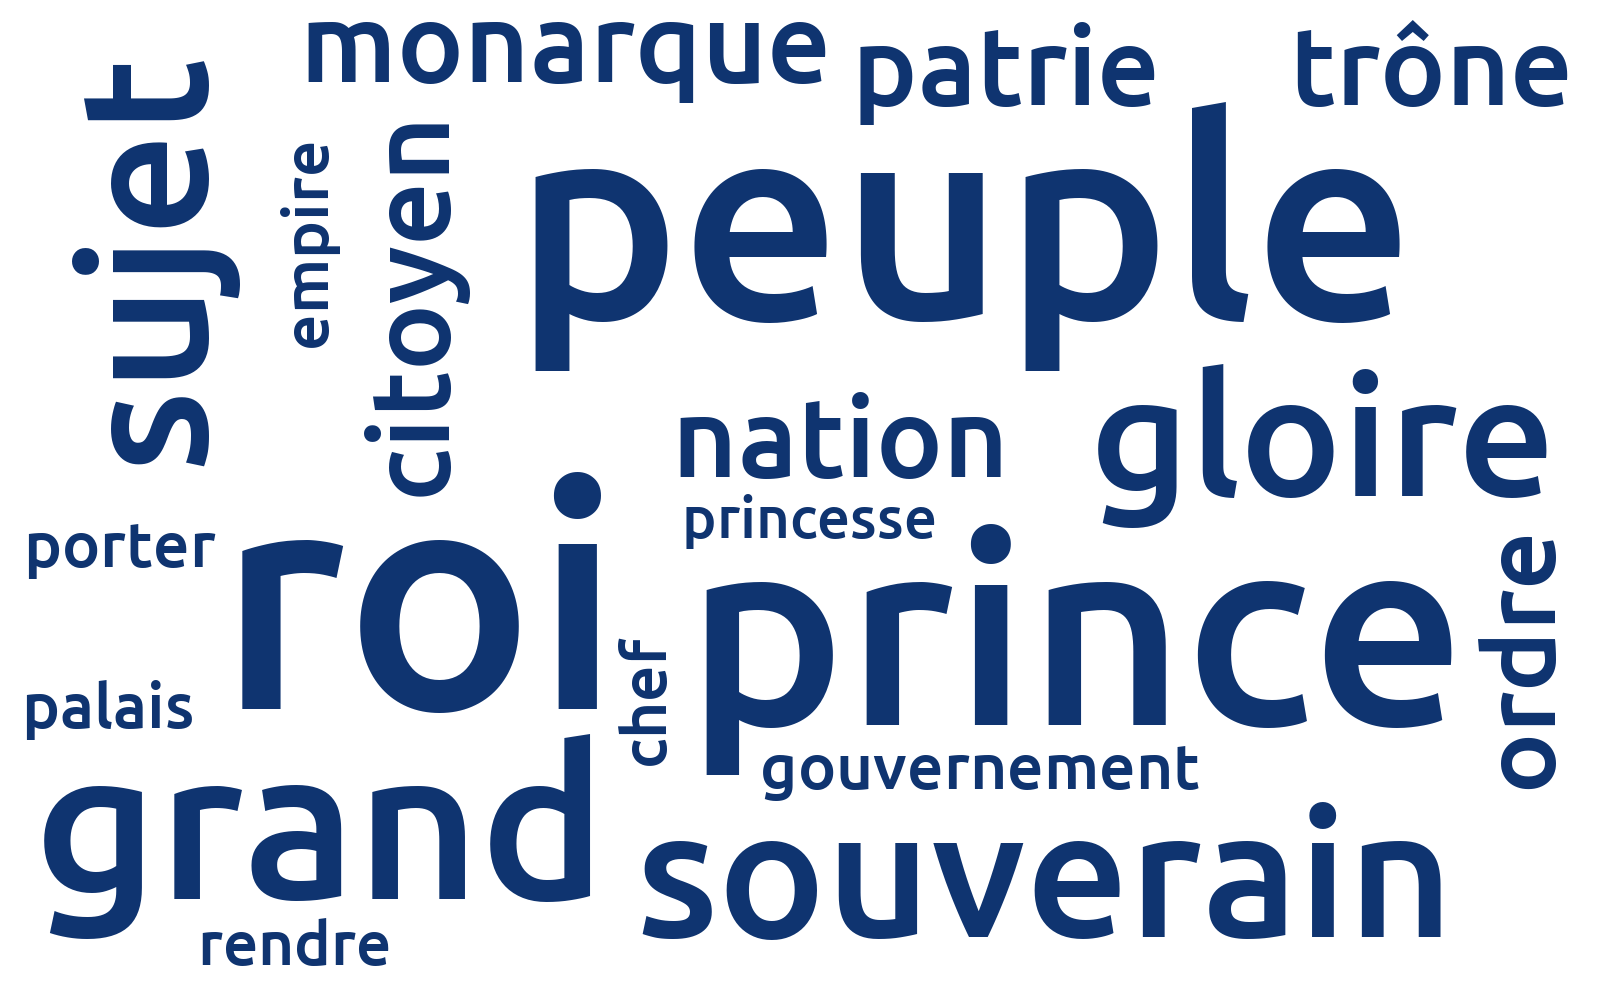 monarque
patrie
trône
sujet
empire
citoyen
peuple
nation
gloire
princesse
porter
roi
prince
ordre
chef
palais
gouvernement
grand
souverain
rendre